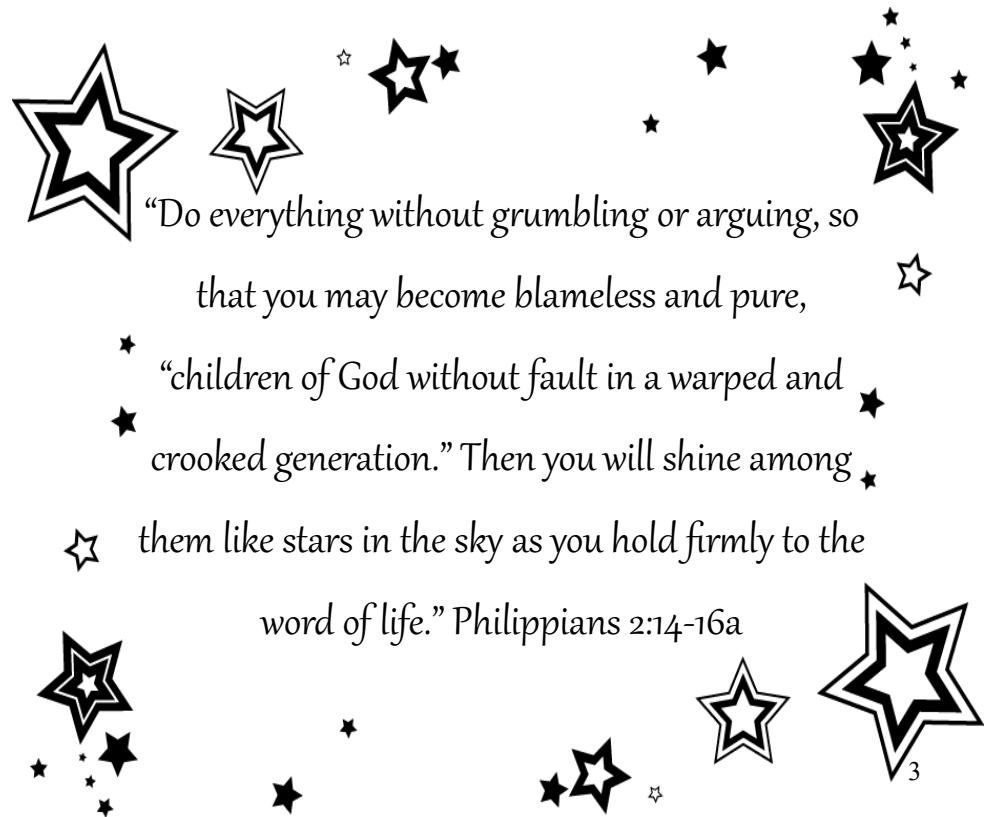 “Do everything without grumbling or arguing, so
that you may become blameless and pure,
“children of God without fault in a warped and
crooked generation.” Then you will shine among
them like stars in the sky as you hold firmly to the
word of life.” Philippians 2:14-16a
3